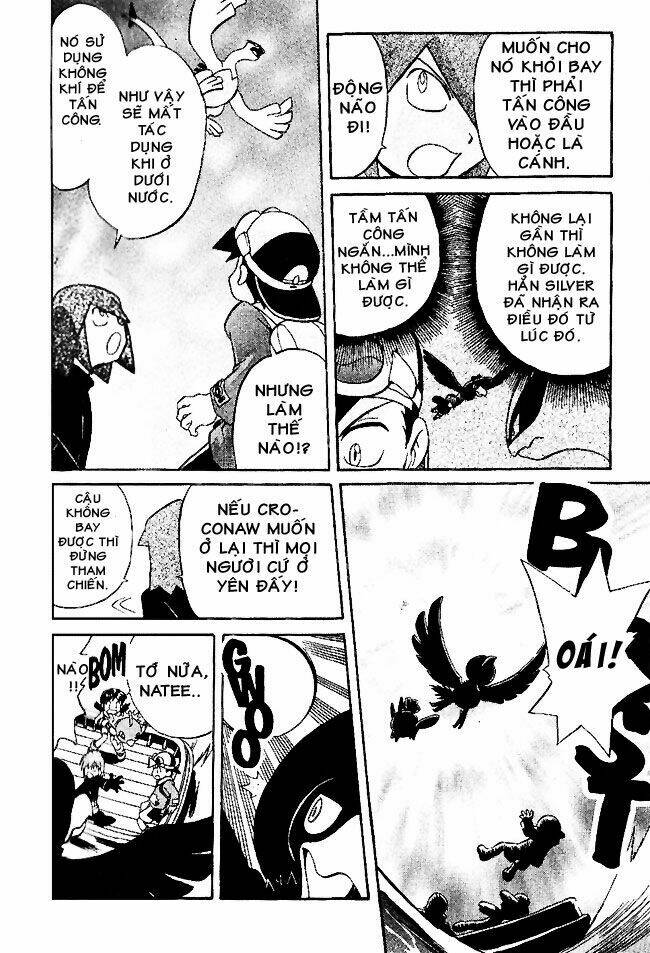 MUỐN CHO
NÓ KHỎI BAY
THÌ PHẢI
TẤN CÔNG
VÀO ĐẦU
HOẶC LÀ
CÁNH.
ĐỘNG
NÃO
ĐI!
NÓ SỬ
DỤNG
KHÔNG
KHÍ ĐỂ
TẤN
CÔNG.
NHƯ VẬY
SẼ MẤT
TÁC
DỤNG
KHI Ở
DƯỚI
NƯỚC.
NHƯNG
LÀM
THẾ
NÀO!?
KHÔNG LẠI
GẦN THÌ
KHÔNG LÀM
GÌ ĐƯỢC.
HẲN SILVER
ĐÃ NHẬN RA
ĐIỀU ĐÓ TỪ
LÚC ĐÓ.
TẦM TẤN
CÔNG
NGẮN...MÌNH
KHÔNG THỂ
LÀM GÌ
ĐƯỢC.
NẾU CRO-
CONAW MUỐN
Ở LẠI THÌ MỌI
NGƯỜI CỨ Ở
YÊN ĐẤY!
CẬU
KHÔNG
BAY
ĐƯỢC THÌ
ĐỪNG
THAM
CHIẾN.
OÁI!
GWOO
TỚ NỮA,
NATEE..
BOM
NÀO
!!